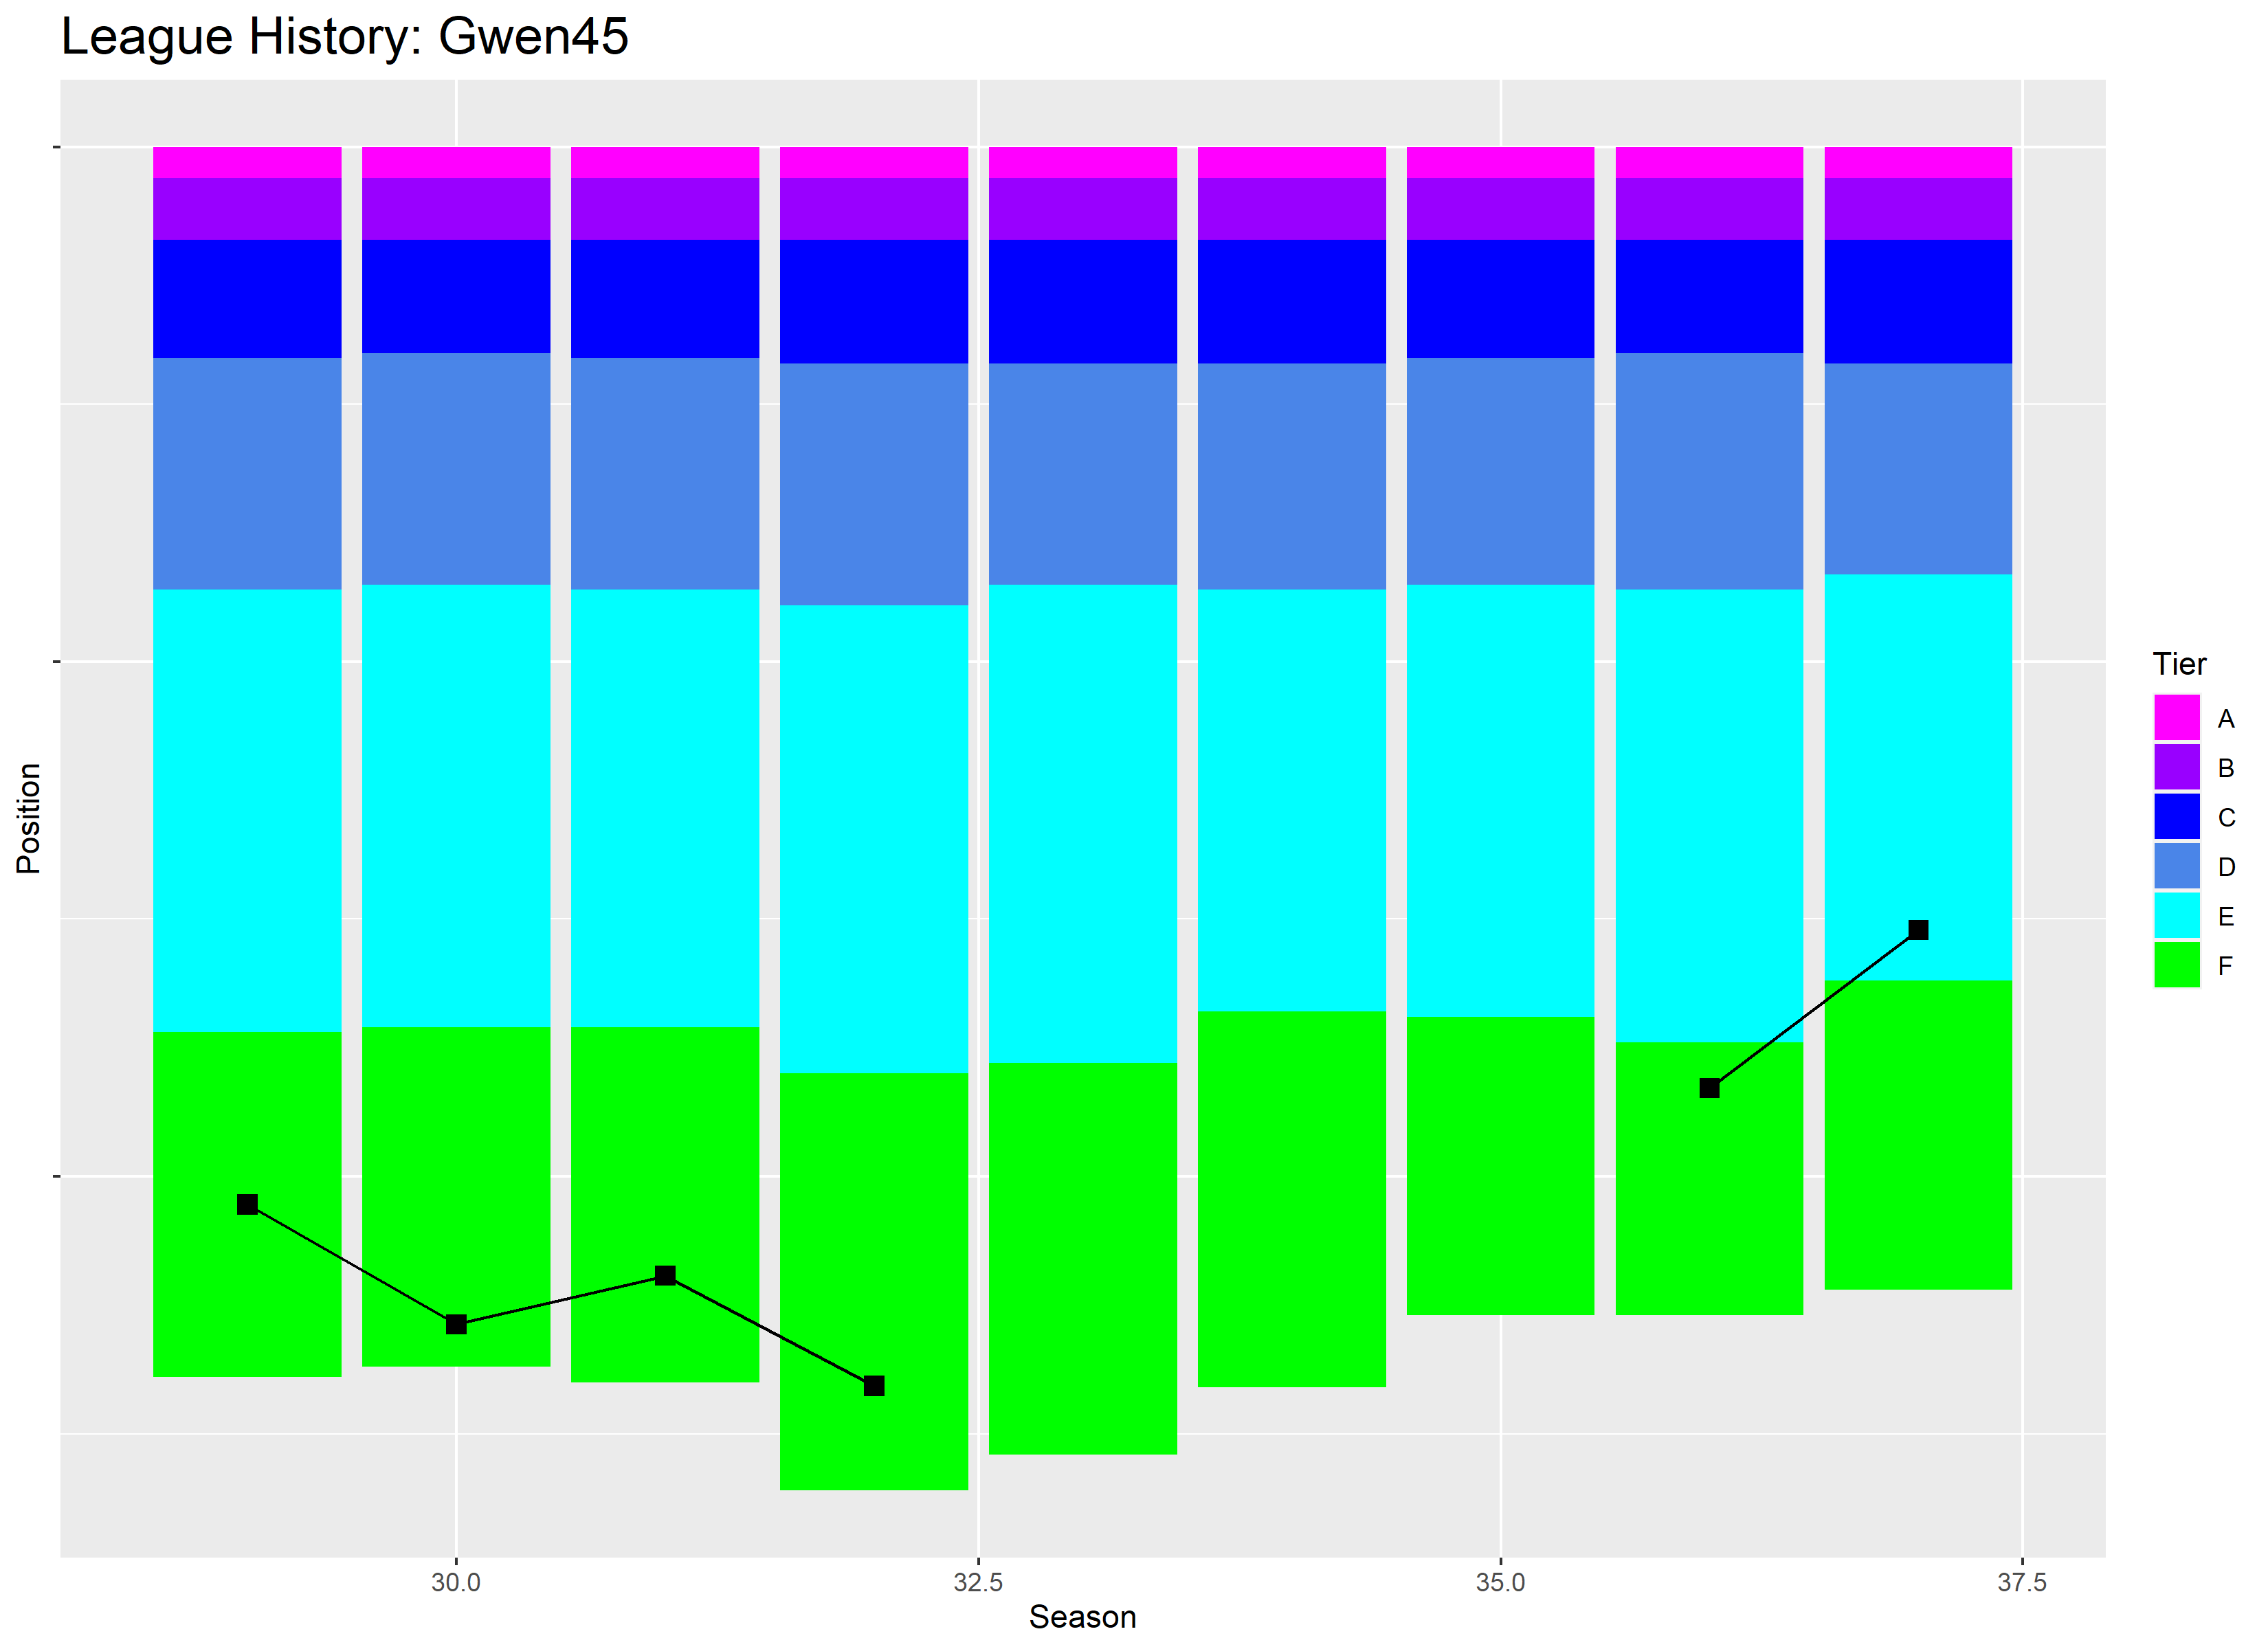 League History: Gwen45
Position
30.0
32.5
35.0
37.5
Season
Tier
A
B
C
D
E
F